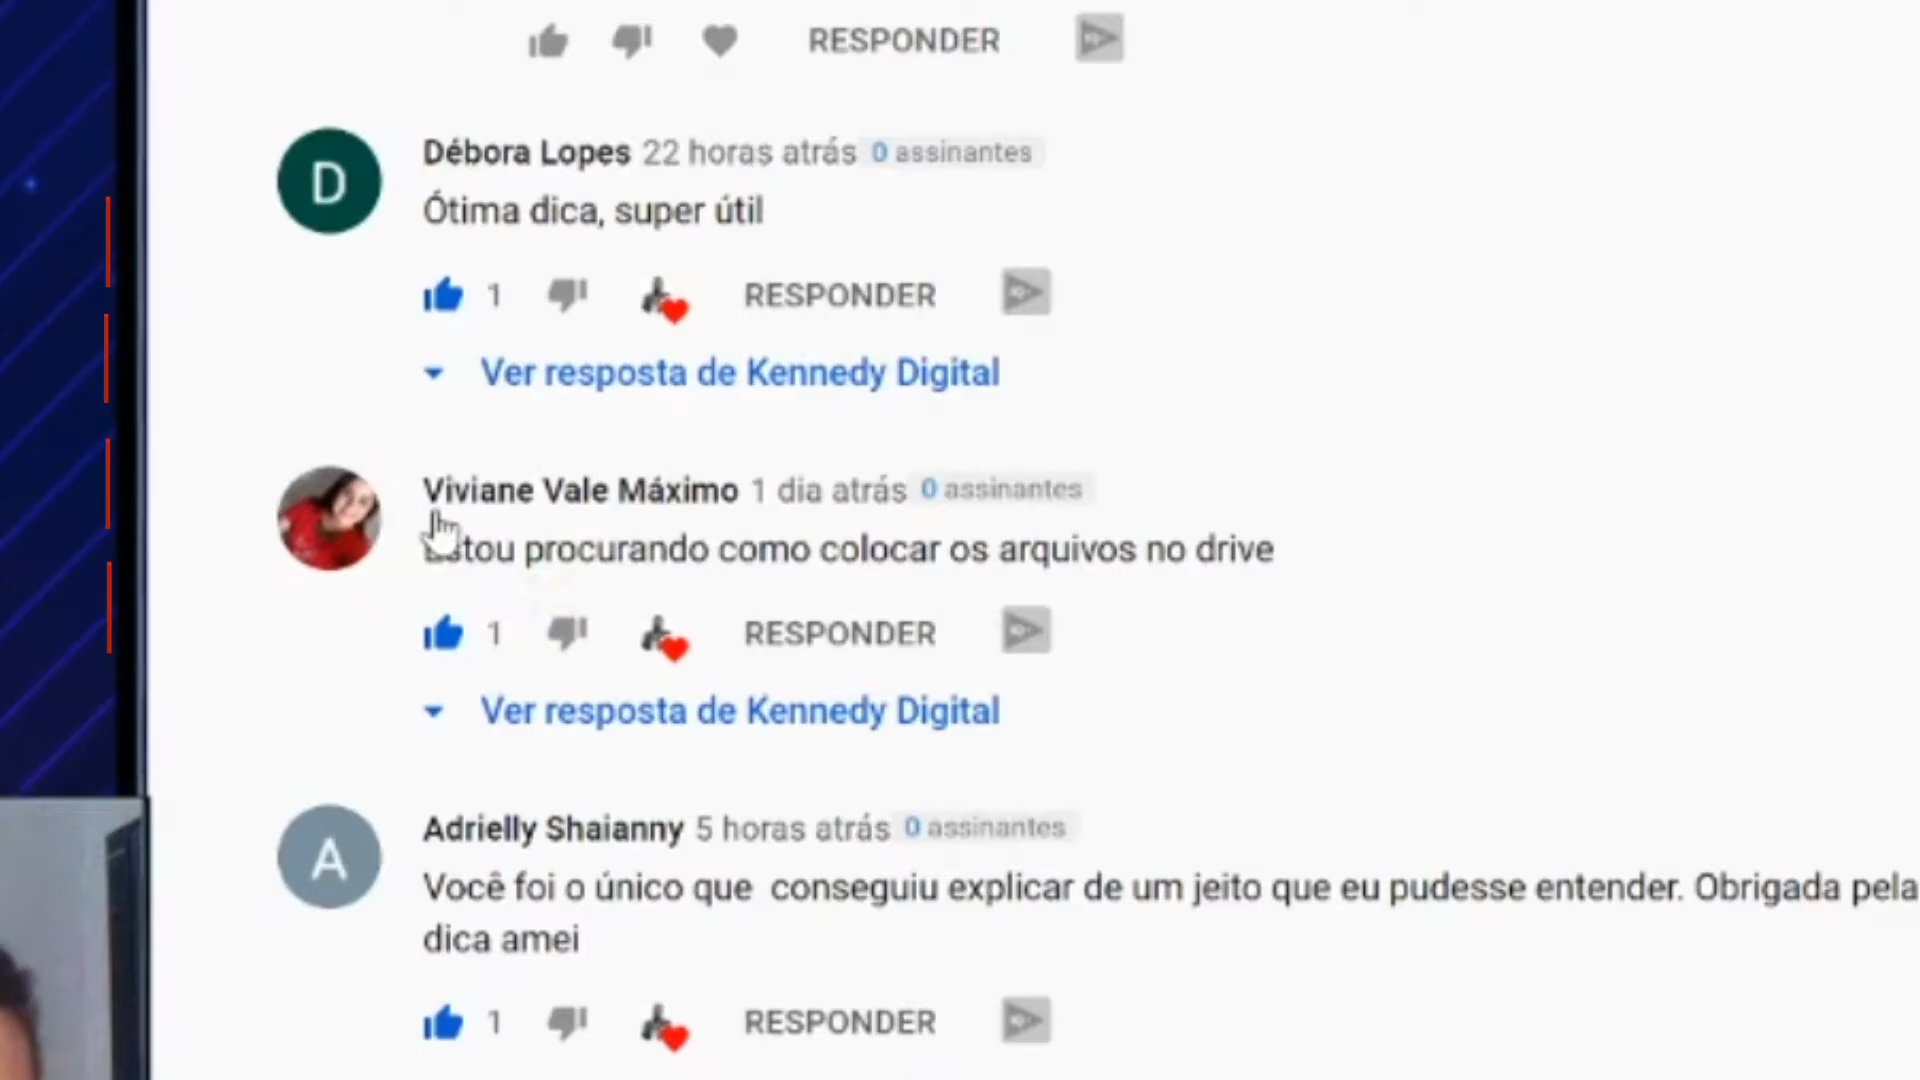 RESPONDER
Débora Lopes 22 horas atrás 0 assinantes
Ótima dica, super útil
1 RESPONDER
Ver resposta de Kennedy Digital
Viviane Vale Máximo 1 dia atrás 0 assinantes
Estou procurando como colocar os arquivos no drive
1 RESPONDER
Ver resposta de Kennedy Digital
Adrielly Shaianny 5 horas atrás 0 assinantes
Você foi o único que conseguiu explicar de um jeito que eu pudesse entender. Obrigada pela
dica amei
1 RESPONDER
D
A